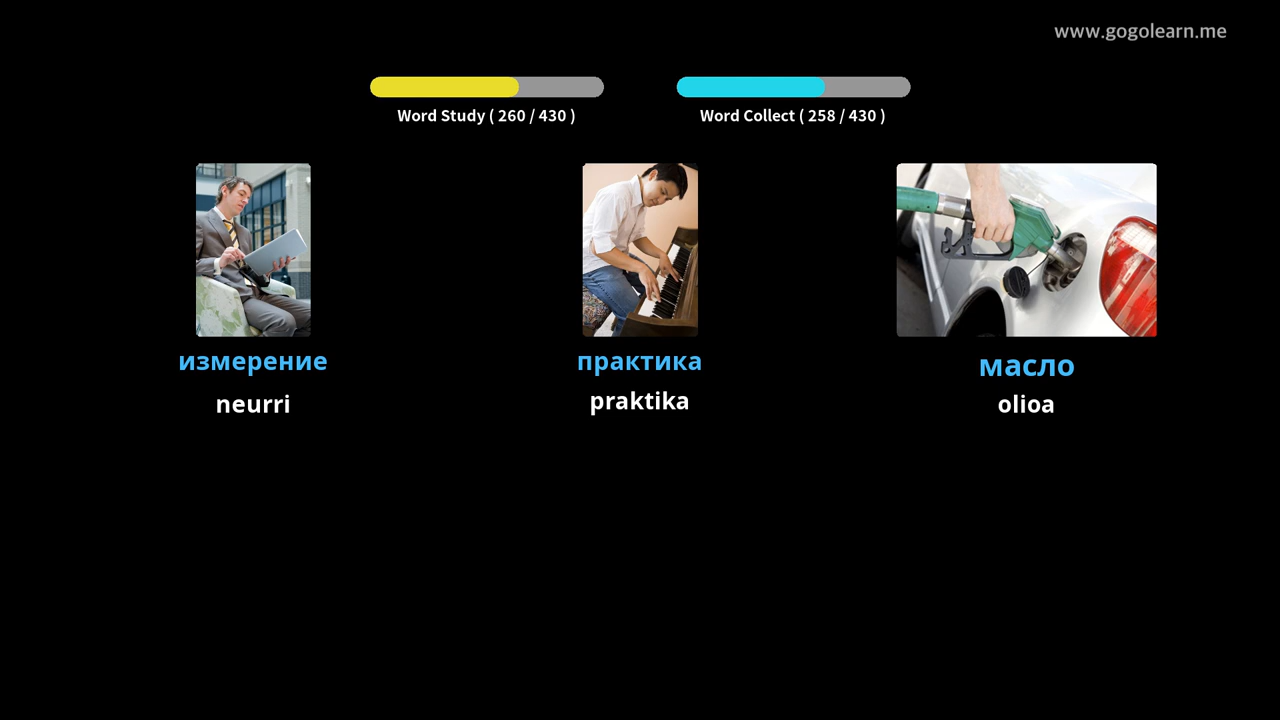 www.gogolearn.me
Word Study ( 260 / 430 )
Word Collect ( 258 / 430 )
измерение
практика
масло
neurri
praktika
olioa